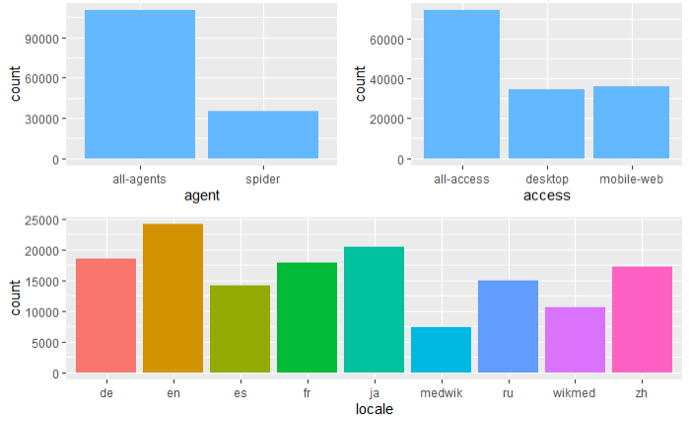 90000
60000
30000
0
count
all-agents spider
agent
60000
40000
20000
0
count
all-access desktop mobile-web
access
25000
20000
15000
10000
5000
0
count
de en es fr ja medwik ru wikmed zh
locale